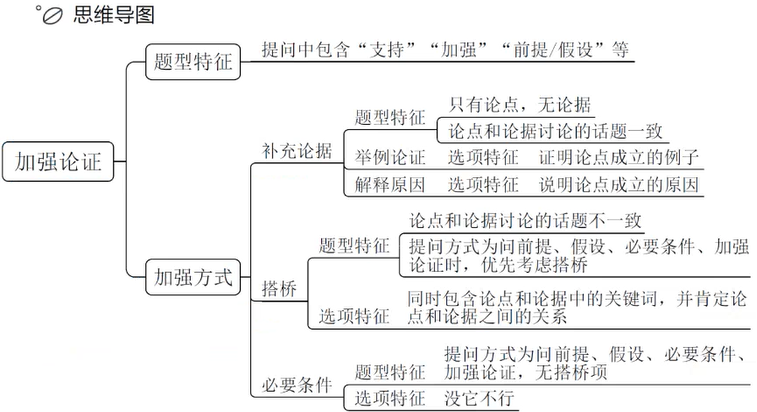 思维导图
题型特征
提问中包含“支持”“加强”“前提/假设”等
加强论证
加强方式
补充论据
题型特征
只有论点，无论据
论点和论据讨论的话题一致
举例论证 选项特征 证明论点成立的例子
解释原因 选项特征 说明论点成立的原因
搭桥
题型特征
论点和论据讨论的话题不一致
提问方式为问前提、假设、必要条件、加强
论证时，优先考虑搭桥
选项特征
同时包含论点和论据中的关键词，并肯定论
点和论据之间的关系
必要条件
题型特征
提问方式为问前提、假设、必要条件、
加强论证，无搭桥项
选项特征 没它不行